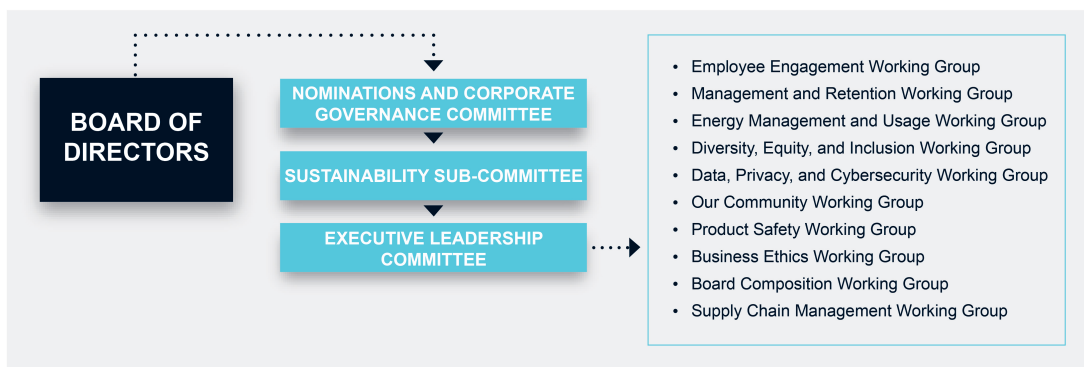 BOARD OF
DIRECTORS
NOMINATIONS AND CORPORATE
GOVERNANCE COMMITTEE
SUSTAINABILITY SUB-COMMITTEE
EXECUTIVE LEADERSHIP
COMMITTEE
• Employee Engagement Working Group
• Management and Retention Working Group
• Energy Management and Usage Working Group
• Diversity, Equity, and Inclusion Working Group
• Data, Privacy, and Cybersecurity Working Group
• Our Community Working Group
• Product Safety Working Group
• Business Ethics Working Group
• Board Composition Working Group
• Supply Chain Management Working Group